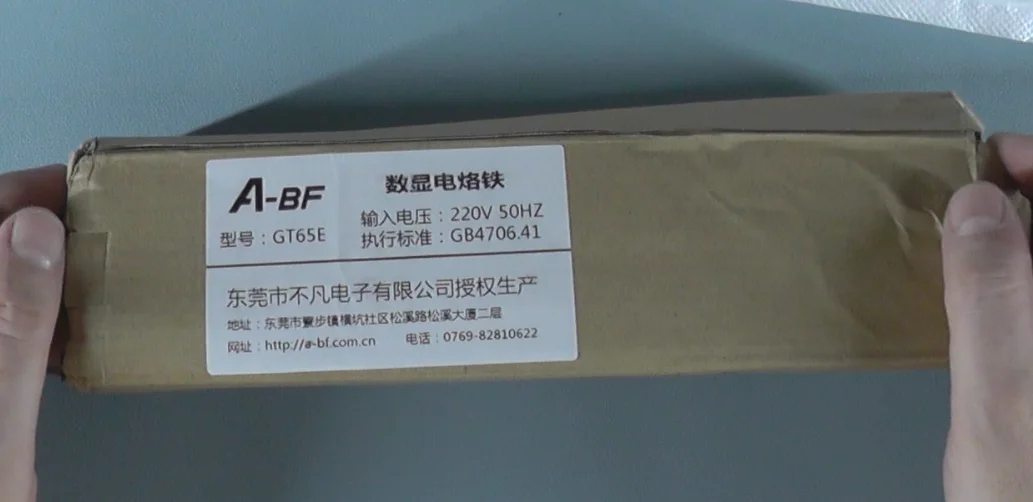 A-BF
数显电烙铁
型号：GT65E
输入电压：220V 50HZ
执行标准：GB4706.41
东莞市不凡电子有限公司授权生产
地址：东莞市寮步镇横坑社区松溪路松溪大厦二层
网址：http://a-bf.com.cn 电话：0769-82810622